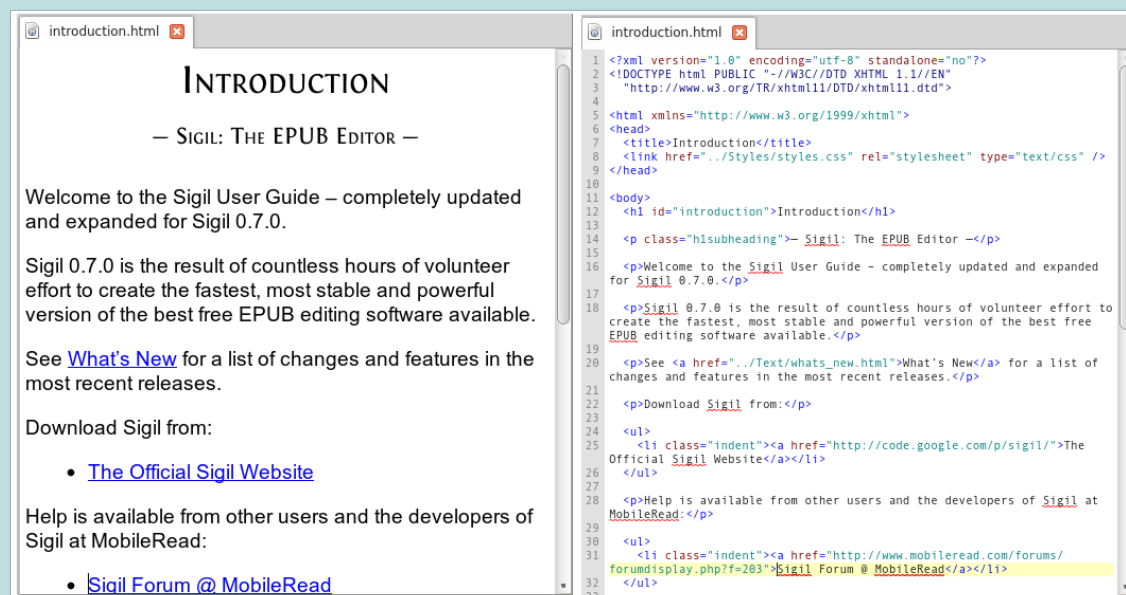 introduction.html
Introduction
— Sigil: The EPUB Editor —
Welcome to the Sigil User Guide – completely updated
and expanded for Sigil 0.7.0.
Sigil 0.7.0 is the result of countless hours of volunteer
effort to create the fastest, most stable and powerful
version of the best free EPUB editing software available.
See What’s New for a list of changes and features in the
most recent releases.
Download Sigil from:
• The Official Sigil Website
Help is available from other users and the developers of
Sigil at MobileRead:
• Sigil Forum @ MobileRead
introduction.html
1 <?xml version="1.0" encoding="utf-8" standalone="no"?>
2 <!DOCTYPE html PUBLIC "-//W3C//DTD XHTML 1.1//EN"
3   "http://www.w3.org/TR/xhtml11/DTD/xhtml11.dtd">
4
5 <html xmlns="http://www.w3.org/1999/xhtml">
6 <head>
7   <title>Introduction</title>
8   <link href="../Styles/styles.css" rel="stylesheet" type="text/css" />
9 </head>
10
11 <body>
12   <h1 id="introduction">Introduction</h1>
13
14   <p class="h1subheading">— Sigil: The EPUB Editor —</p>
15
16   <p>Welcome to the Sigil User Guide – completely updated and expanded
for Sigil 0.7.0.</p>
17
18   <p>Sigil 0.7.0 is the result of countless hours of volunteer effort to
create the fastest, most stable and powerful version of the best free
EPUB editing software available.</p>
19
20   <p>See <a href="../Text/whats_new.html">What’s New</a> for a list of
changes and features in the most recent releases.</p>
21
22   <p>Download Sigil from:</p>
23
24   <ul>
25     <li class="indent"><a href="http://code.google.com/p/sigil/">The
Official Sigil Website</a></li>
26   </ul>
27
28   <p>Help is available from other users and the developers of Sigil at
MobileRead:</p>
29
30   <ul>
31     <li class="indent"><a href="http://www.mobileread.com/forums/
forumdisplay.php?f=203">Sigil Forum @ MobileRead</a></li>
32   </ul>